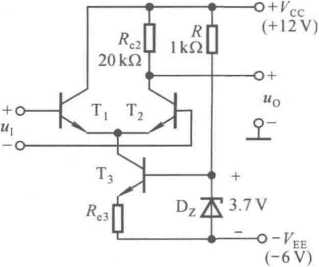 +V_CC
(+12 V)
R_c2
20 kΩ
R
1 kΩ
+
+
u_I
−
T_1
T_2
u_O
−
T_3
+
R_e3
D_Z
3.7 V
−
−V_EE
(−6 V)